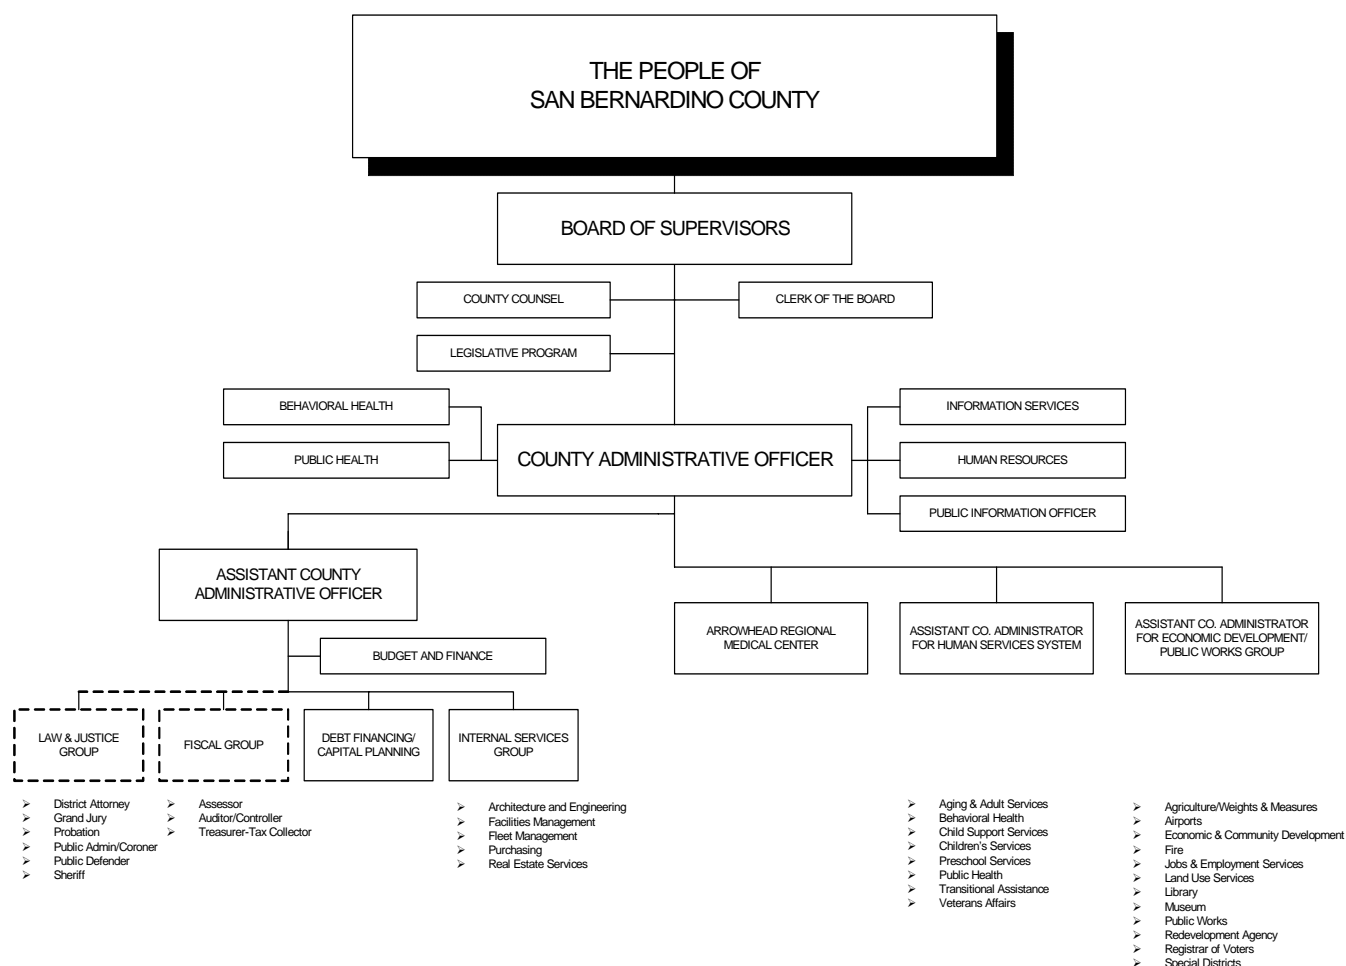 THE PEOPLE OF
SAN BERNARDINO COUNTY
BOARD OF SUPERVISORS
COUNTY COUNSEL
CLERK OF THE BOARD
LEGISLATIVE PROGRAM
BEHAVIORAL HEALTH
INFORMATION SERVICES
PUBLIC HEALTH
COUNTY ADMINISTRATIVE OFFICER
HUMAN RESOURCES
PUBLIC INFORMATION OFFICER
ASSISTANT COUNTY
ADMINISTRATIVE OFFICER
ARROWHEAD REGIONAL
MEDICAL CENTER
ASSISTANT CO. ADMINISTRATOR
FOR HUMAN SERVICES SYSTEM
ASSISTANT CO. ADMINISTRATOR
FOR ECONOMIC DEVELOPMENT/
PUBLIC WORKS GROUP
BUDGET AND FINANCE
LAW & JUSTICE
GROUP
FISCAL GROUP
DEBT FINANCING/
CAPITAL PLANNING
INTERNAL SERVICES
GROUP
➢ District Attorney
➢ Grand Jury
➢ Probation
➢ Public Admin/Coroner
➢ Public Defender
➢ Sheriff
➢ Assessor
➢ Auditor/Controller
➢ Treasurer-Tax Collector
➢ Architecture and Engineering
➢ Facilities Management
➢ Fleet Management
➢ Purchasing
➢ Real Estate Services
➢ Aging & Adult Services
➢ Behavioral Health
➢ Child Support Services
➢ Children's Services
➢ Preschool Services
➢ Public Health
➢ Transitional Assistance
➢ Veterans Affairs
➢ Agriculture/Weights & Measures
➢ Airports
➢ Economic & Community Development
➢ Fire
➢ Jobs & Employment Services
➢ Land Use Services
➢ Library
➢ Museum
➢ Public Works
➢ Redevelopment Agency
➢ Registrar of Voters
➢ Special Districts